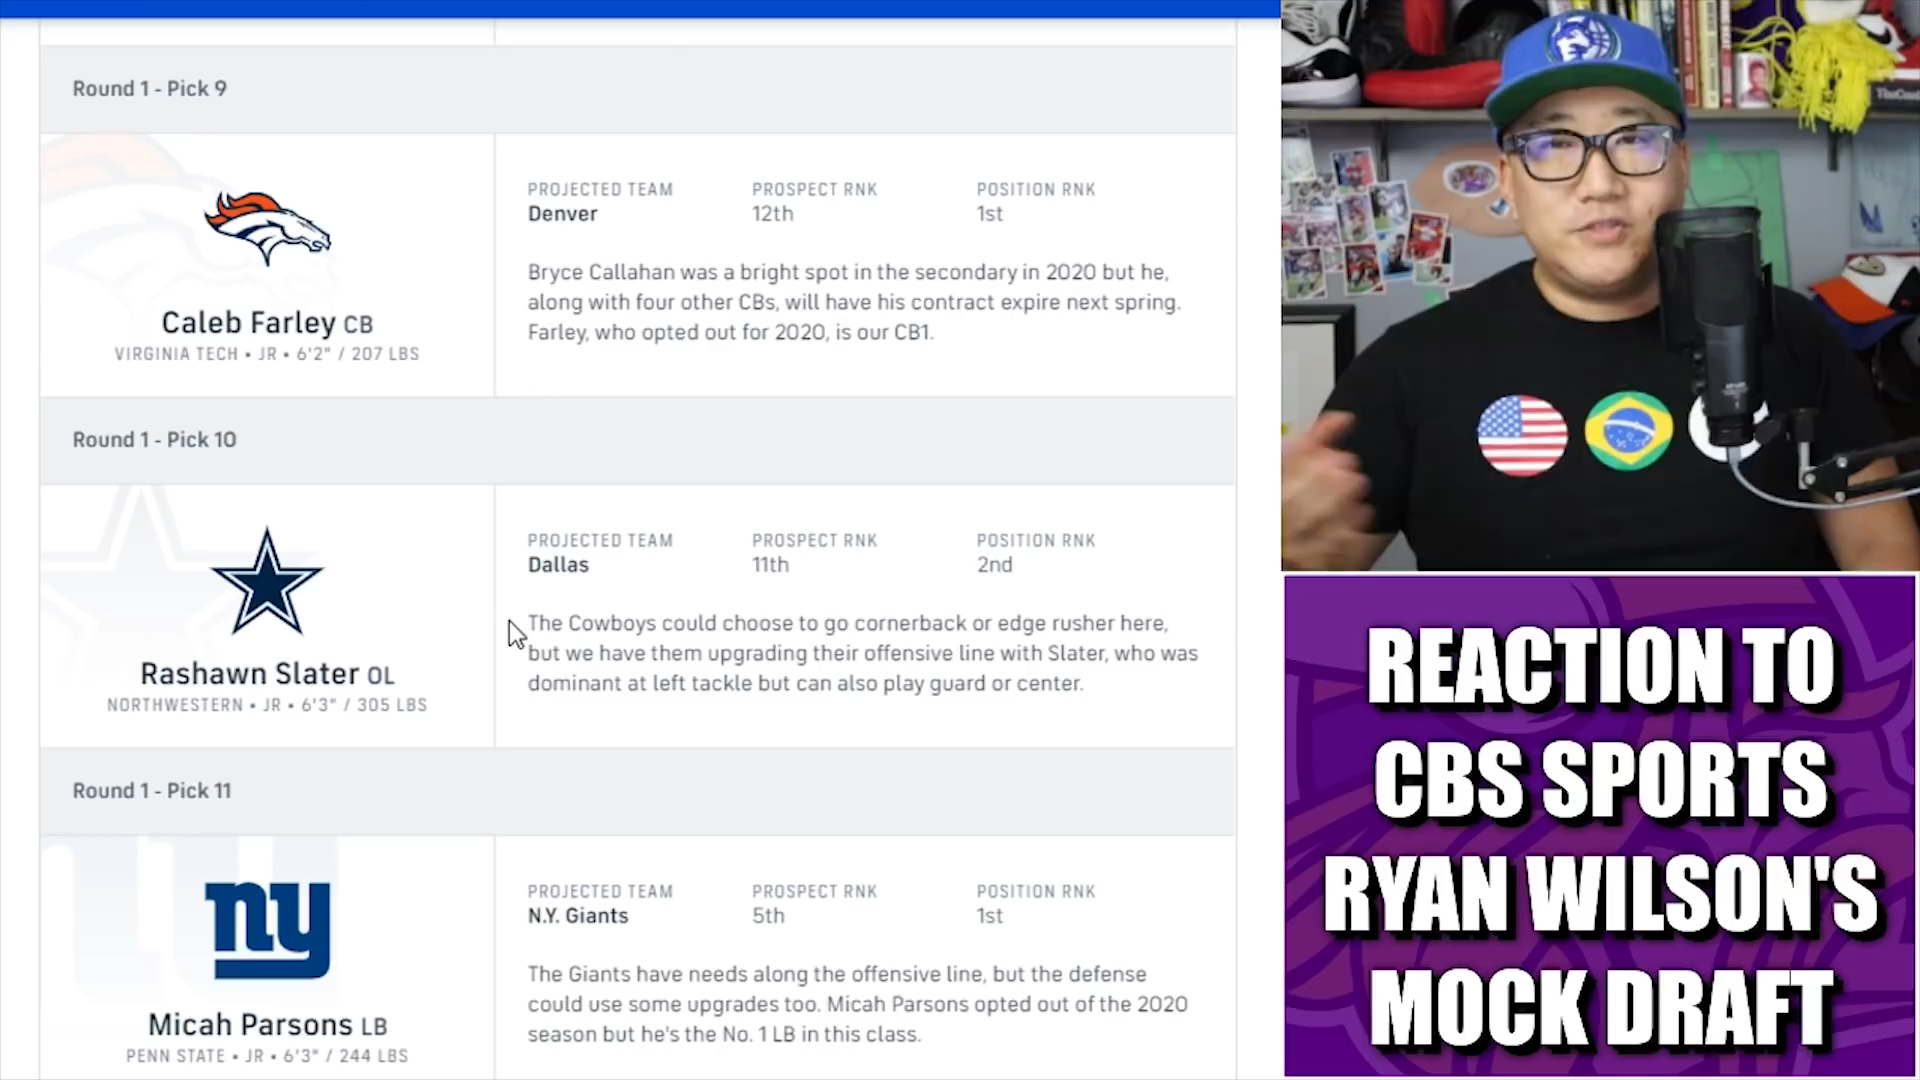 Round 1 - Pick 9
PROJECTED TEAM PROSPECT RNK POSITION RNK
Denver 12th 1st
Bryce Callahan was a bright spot in the secondary in 2020 but he,
along with four other CBs, will have his contract expire next spring.
Farley, who opted out for 2020, is our CB1.
Caleb Farley CB
VIRGINIA TECH • JR • 6'2" / 207 LBS
Round 1 - Pick 10
PROJECTED TEAM PROSPECT RNK POSITION RNK
Dallas 11th 2nd
The Cowboys could choose to go cornerback or edge rusher here,
but we have them upgrading their offensive line with Slater, who was
dominant at left tackle but can also play guard or center.
Rashawn Slater OL
NORTHWESTERN • JR • 6'3" / 305 LBS
Round 1 - Pick 11
ny
PROJECTED TEAM PROSPECT RNK POSITION RNK
N.Y. Giants 5th 1st
The Giants have needs along the offensive line, but the defense
could use some upgrades too. Micah Parsons opted out of the 2020
season but he's the No. 1 LB in this class.
Micah Parsons LB
PENN STATE • JR • 6'3" / 244 LBS
REACTION TO
CBS SPORTS
RYAN WILSON'S
MOCK DRAFT